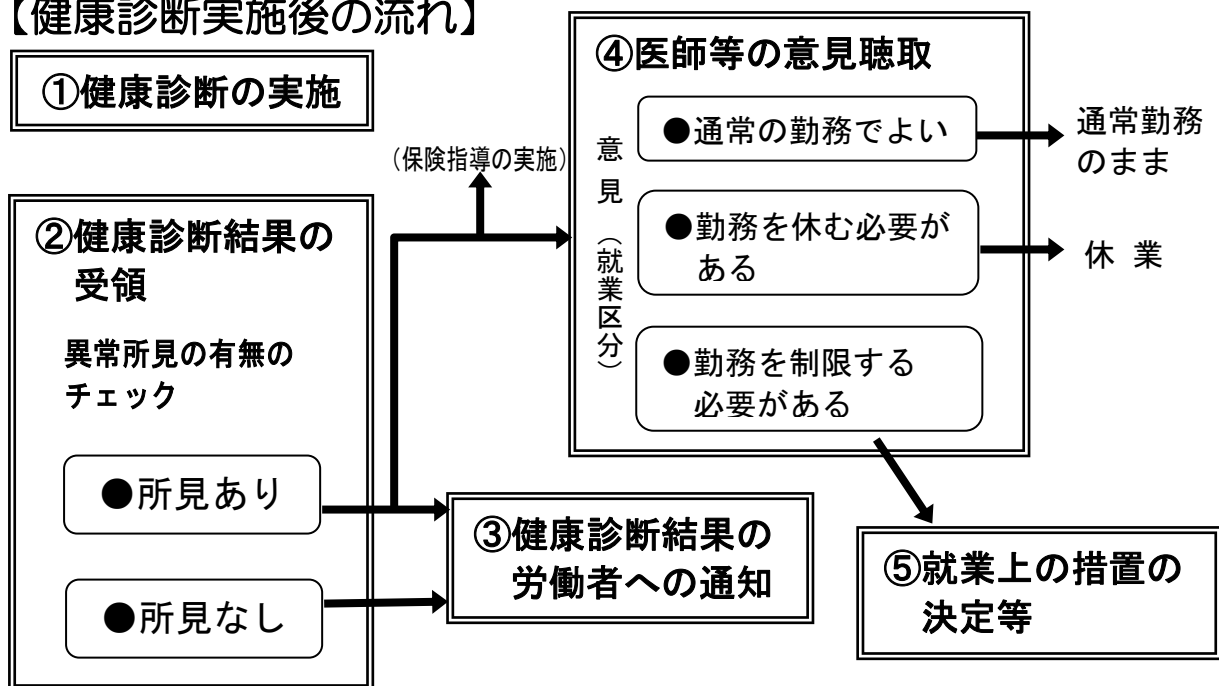 【健康診断実施後の流れ】
①健康診断の実施
②健康診断結果の
受領
異常所見の有無の
チェック
●所見あり
●所見なし
(保険指導の実施)
③健康診断結果の
労働者への通知
④医師等の意見聴取
意見(就業区分)
●通常の勤務でよい
●勤務を休む必要が
ある
●勤務を制限する
必要がある
通常勤務
のまま
休 業
⑤就業上の措置の
決定等